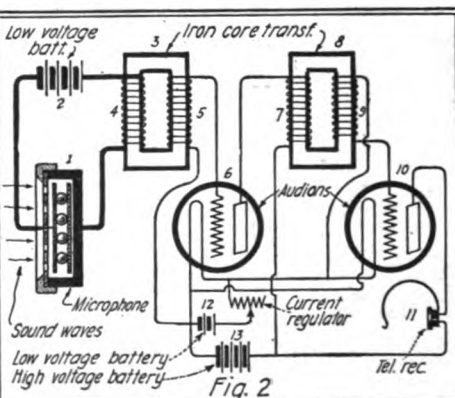 Low voltage
batt.
3
Iron core transf.
8
2
4
5
7
9
1
6
10
Audions
Microphone
Sound waves
12
Current
regulator
11
13
Tel. rec.
Low voltage battery
High voltage battery
Fig. 2